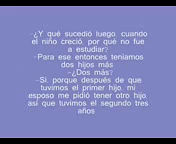 -¿Y qué sucedió luego cuando
el niño creció, por qué no fue
a estudiar?
-Para ese entonces teníamos
dos hijos más
-¿Dos más?
-Si, porque después de que
tuvimos el primer hijo, mi
esposo me pidió tener otro hijo
así que tuvimos el segundo tres
años